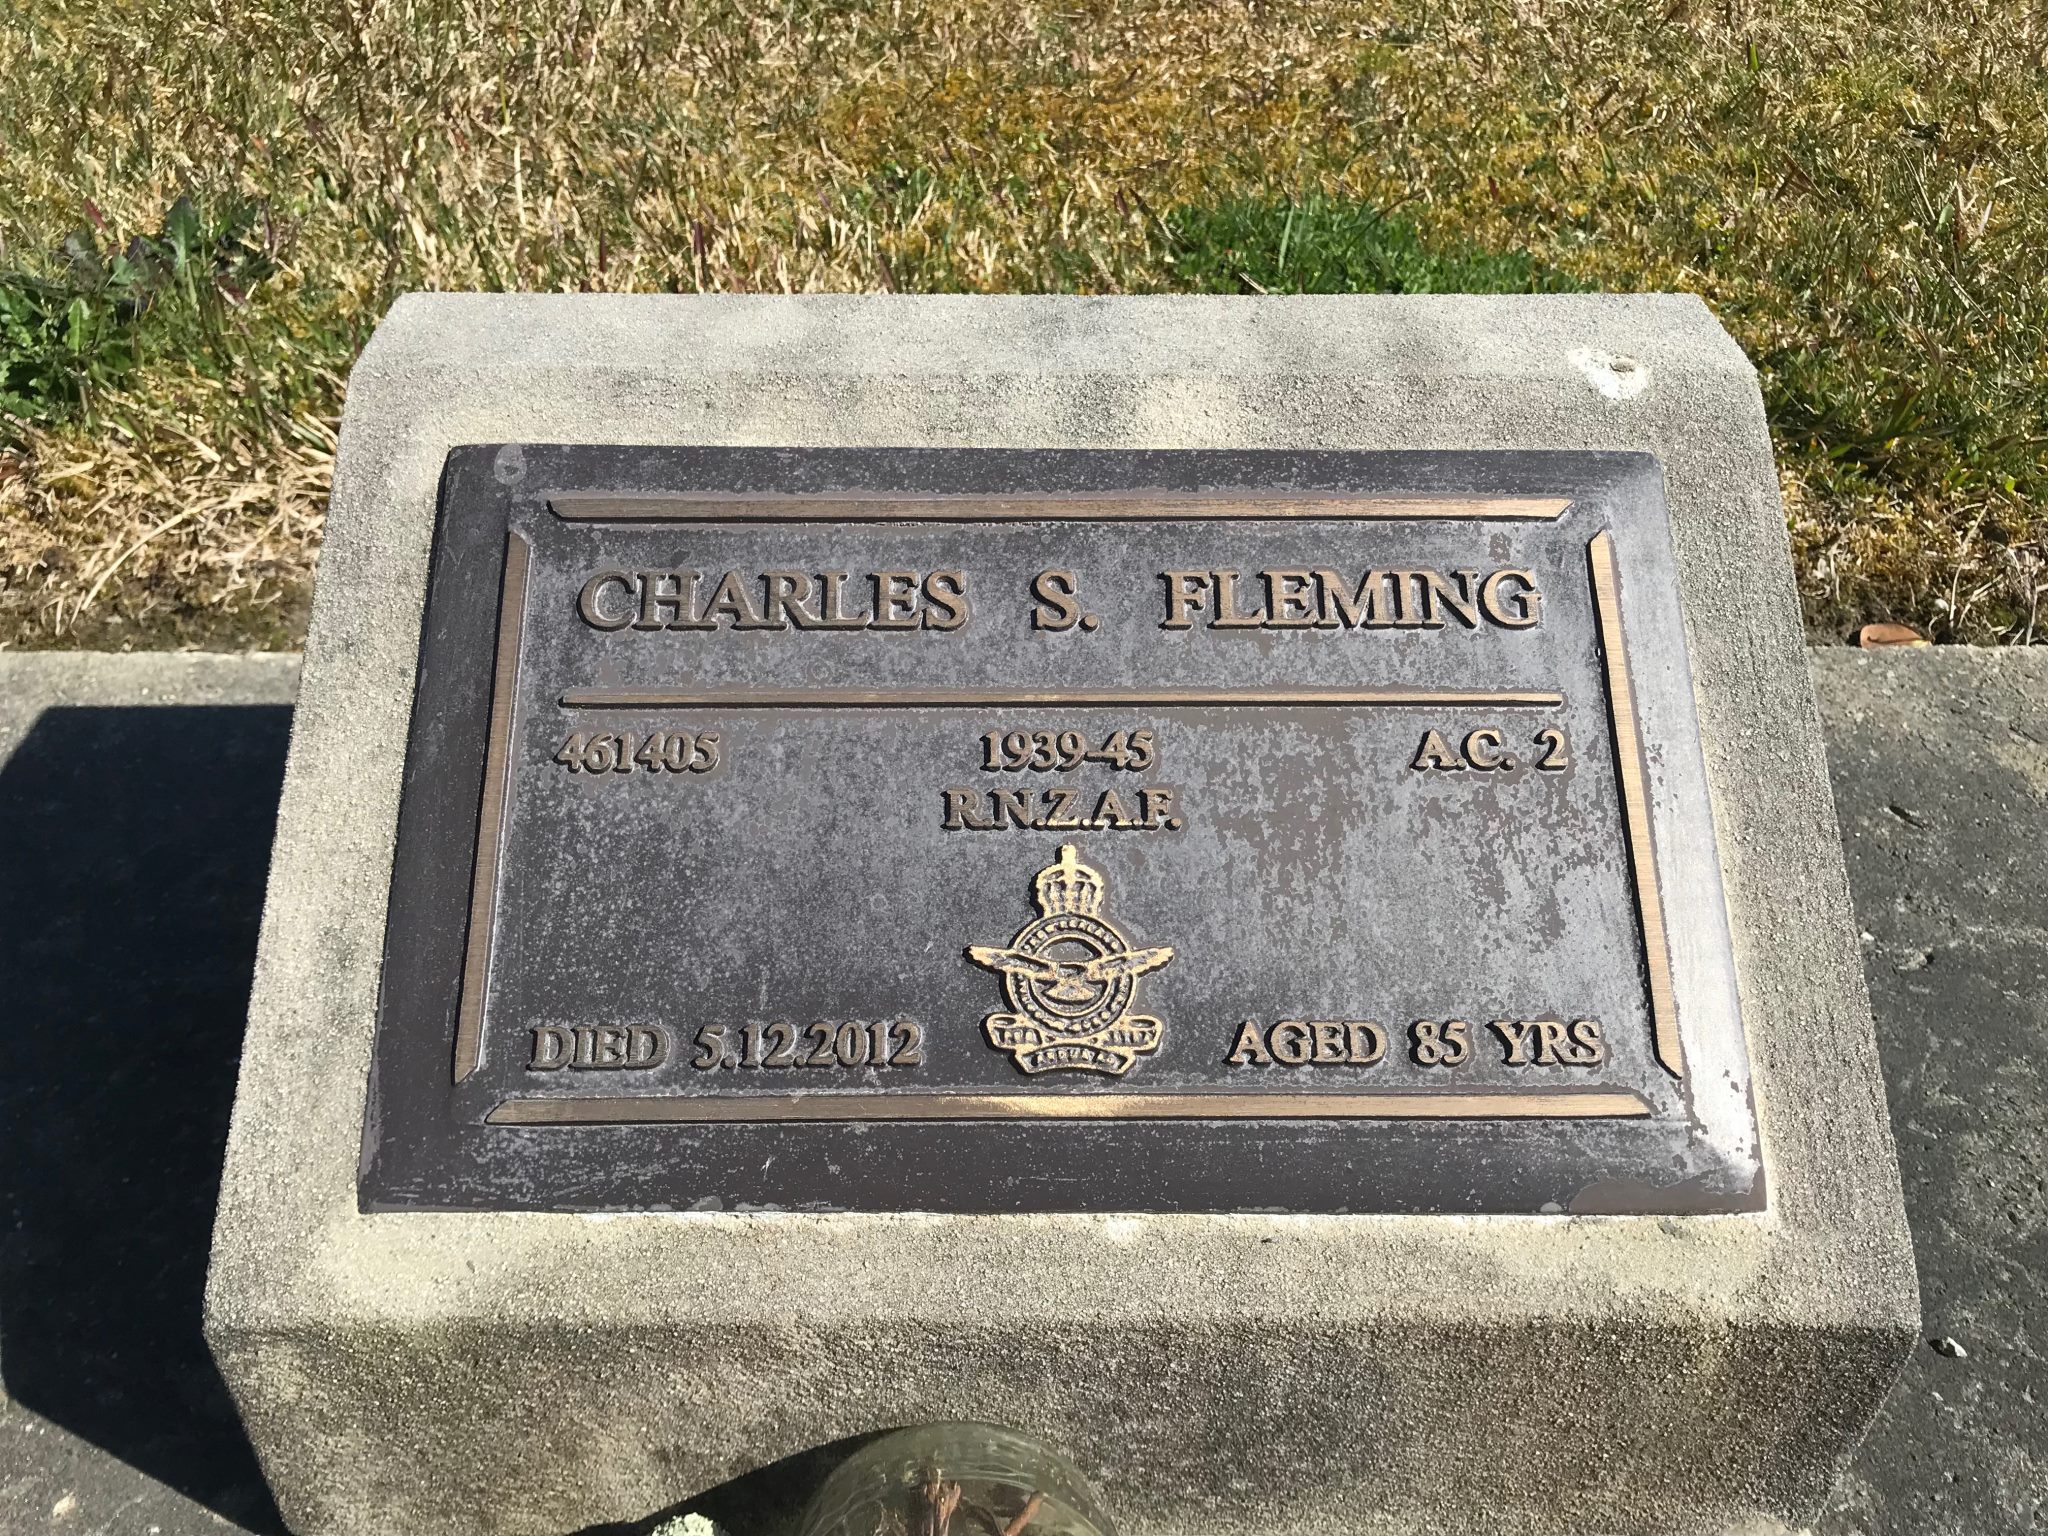 CHARLES S. FLEMING
461405 1939-45 A.C. 2
R.N.Z.A.F.
DIED 5.12.2012 AGED 85 YRS